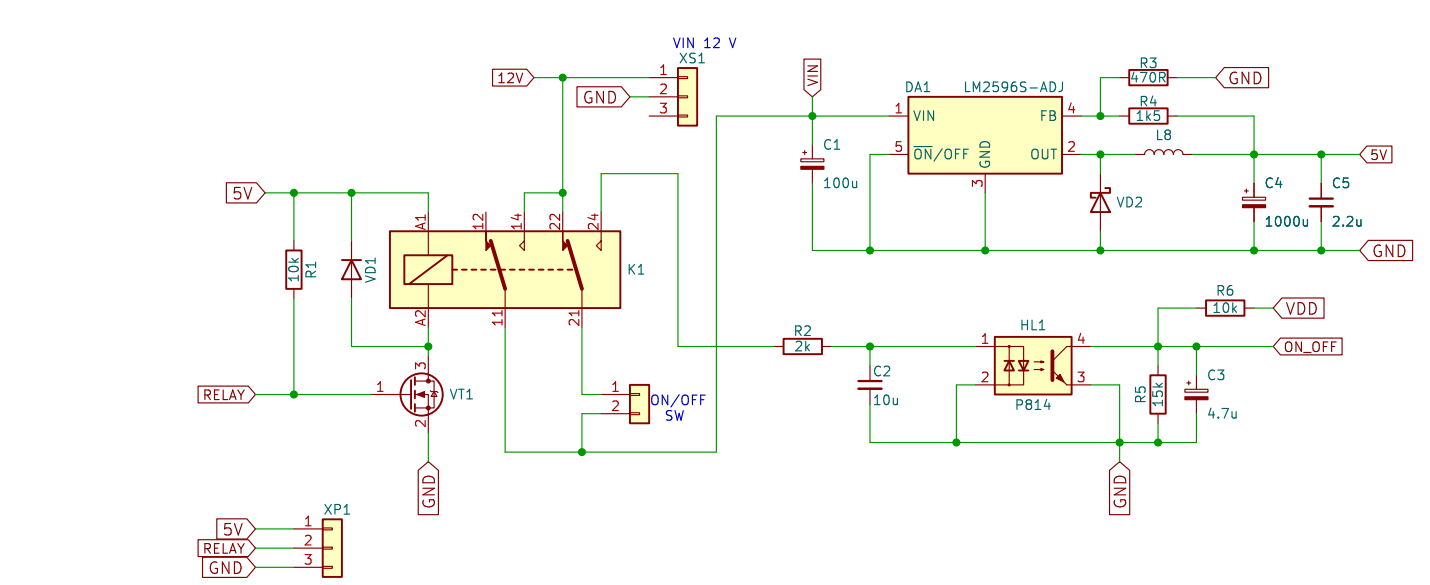 VIN 12 V
XS1
12V
1
GND
2
3
VIN
DA1
LM2596S-ADJ
1
VIN
FB
4
5
ON/OFF
GND
OUT
2
3
R3
470R
GND
R4
1k5
L8
5V
C1
100u
VD2
C4
1000u
C5
2.2u
GND
5V
10k
R1
VD1
A1
12
14
22
24
K1
A2
11
21
RELAY
1
3
2
VT1
GND
1
2
ON/OFF
SW
R2
2k
C2
10u
HL1
1
2
4
3
P814
R6
10k
VDD
ON_OFF
R5
15k
C3
4.7u
GND
XP1
5V
1
RELAY
2
GND
3